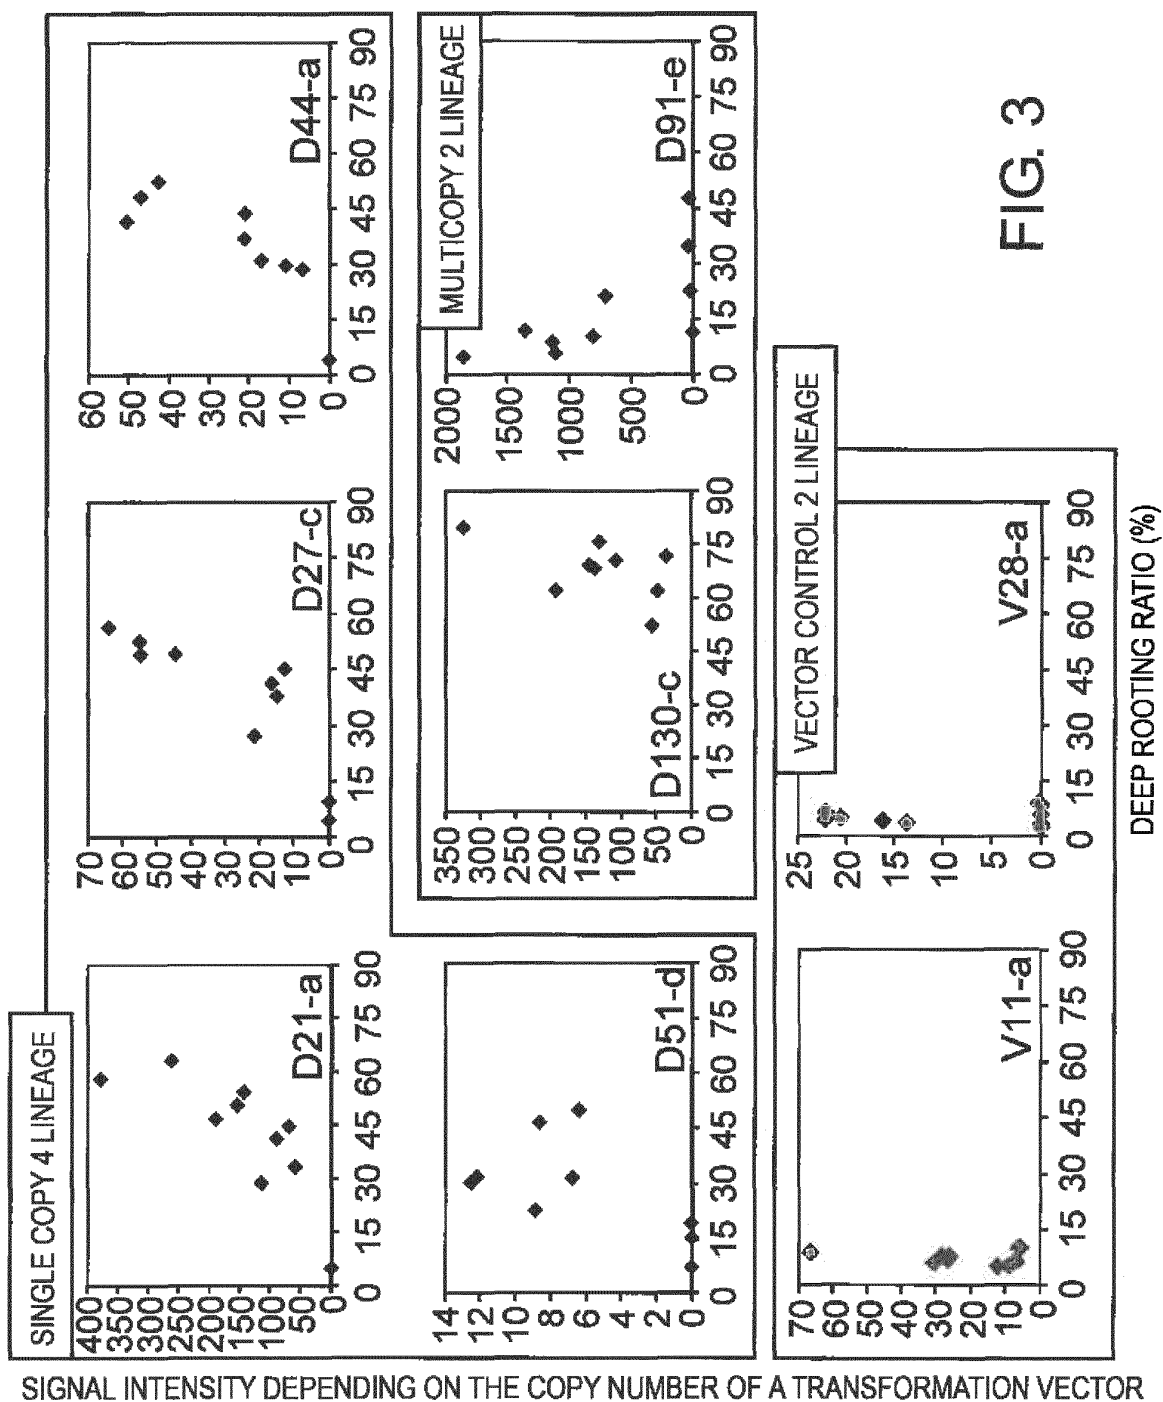 SINGLE COPY 4 LINEAGE
400
350
300
250
200
150
100
50
0
D21-a
0 15 30 45 60 75 90
70
60
50
40
30
20
10
0
D27-c
0 15 30 45 60 75 90
60
50
40
30
20
10
0
D44-a
0 15 30 45 60 75 90
14
12
10
8
6
4
2
0
D51-d
0 15 30 45 60 75 90
MULTICOPY 2 LINEAGE
350
300
250
200
150
100
50
0
D130-c
0 15 30 45 60 75 90
2000
1500
1000
500
0
D91-e
0 15 30 45 60 75 90
VECTOR CONTROL 2 LINEAGE
70
60
50
40
30
20
10
0
V11-a
0 15 30 45 60 75 90
25
20
15
10
5
0
V28-a
0 15 30 45 60 75 90
SIGNAL INTENSITY DEPENDING ON THE COPY NUMBER OF A TRANSFORMATION VECTOR
DEEP ROOTING RATIO (%)
FIG. 3